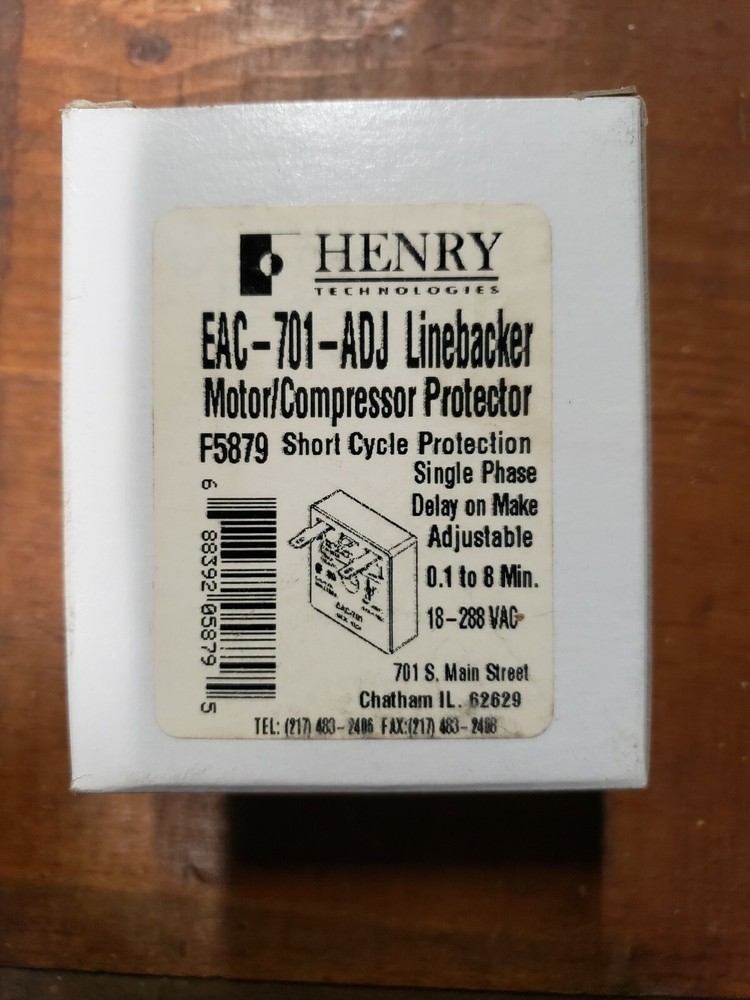 HENRY
TECHNOLOGIES
EAC-701-ADJ Linebacker
Motor/Compressor Protector
F5879 Short Cycle Protection
Single Phase
Delay on Make
Adjustable
0.1 to 8 Min.
18-288 VAC
EAC-701
6 88392 05879 5
701 S. Main Street
Chatham IL. 62629
TEL: (217) 483-2406 FAX:(217) 483-2408